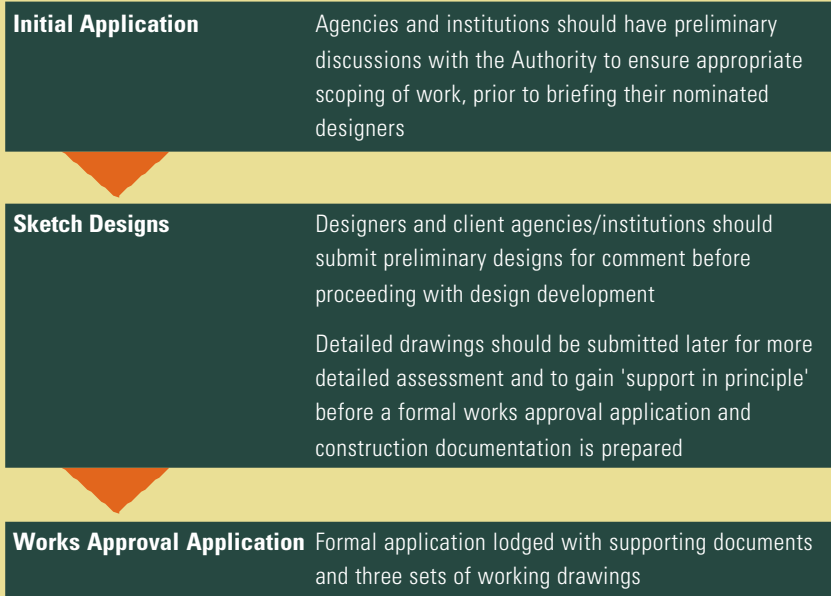 Initial Application
Agencies and institutions should have preliminary
discussions with the Authority to ensure appropriate
scoping of work, prior to briefing their nominated
designers
Sketch Designs
Designers and client agencies/institutions should
submit preliminary designs for comment before
proceeding with design development
Detailed drawings should be submitted later for more
detailed assessment and to gain 'support in principle'
before a formal works approval application and
construction documentation is prepared
Works Approval Application
Formal application lodged with supporting documents
and three sets of working drawings